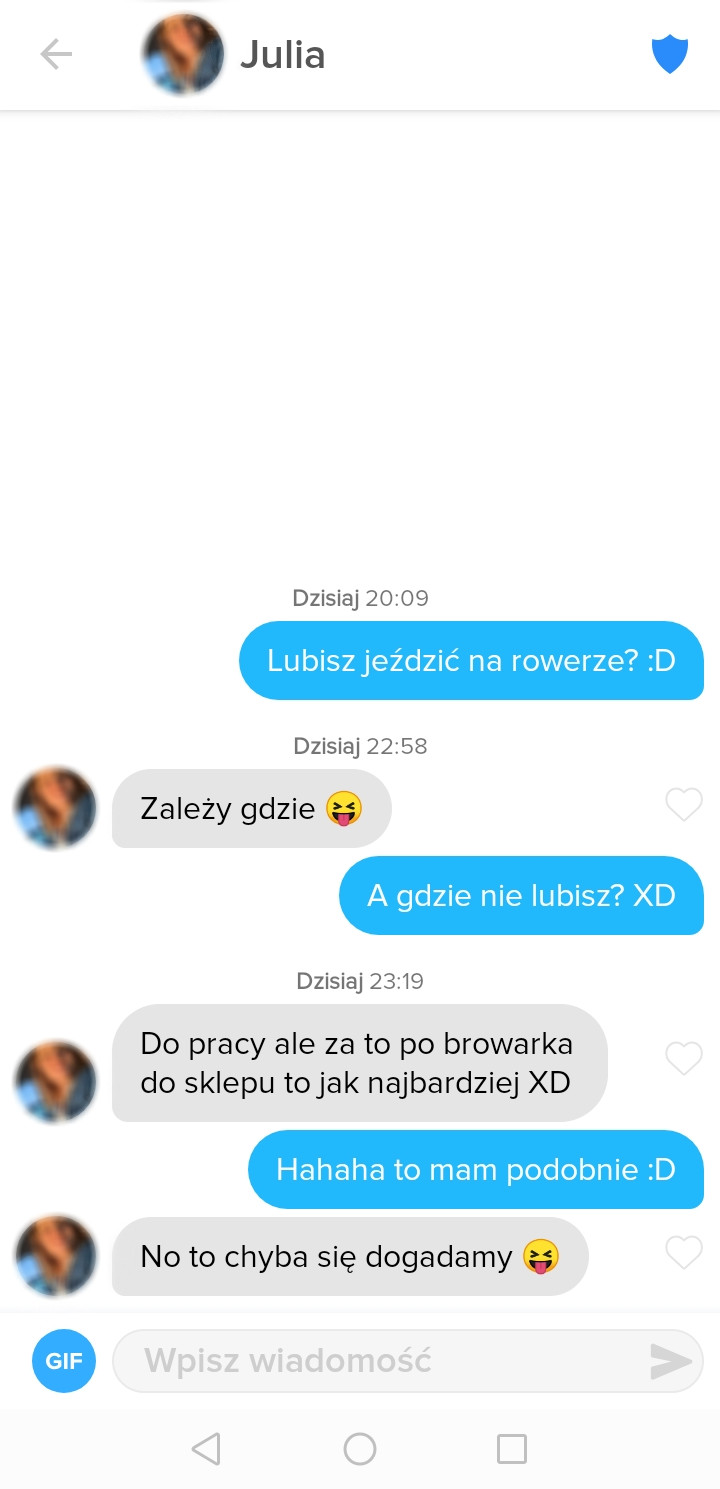 Julia
Dzisiaj 20:09
Lubisz jeździć na rowerze? :D
Dzisiaj 22:58
Zależy gdzie 😝
A gdzie nie lubisz? XD
Dzisiaj 23:19
Do pracy ale za to po browarka
do sklepu to jak najbardziej XD
Hahaha to mam podobnie :D
No to chyba się dogadamy 😝
GIF
Wpisz wiadomość